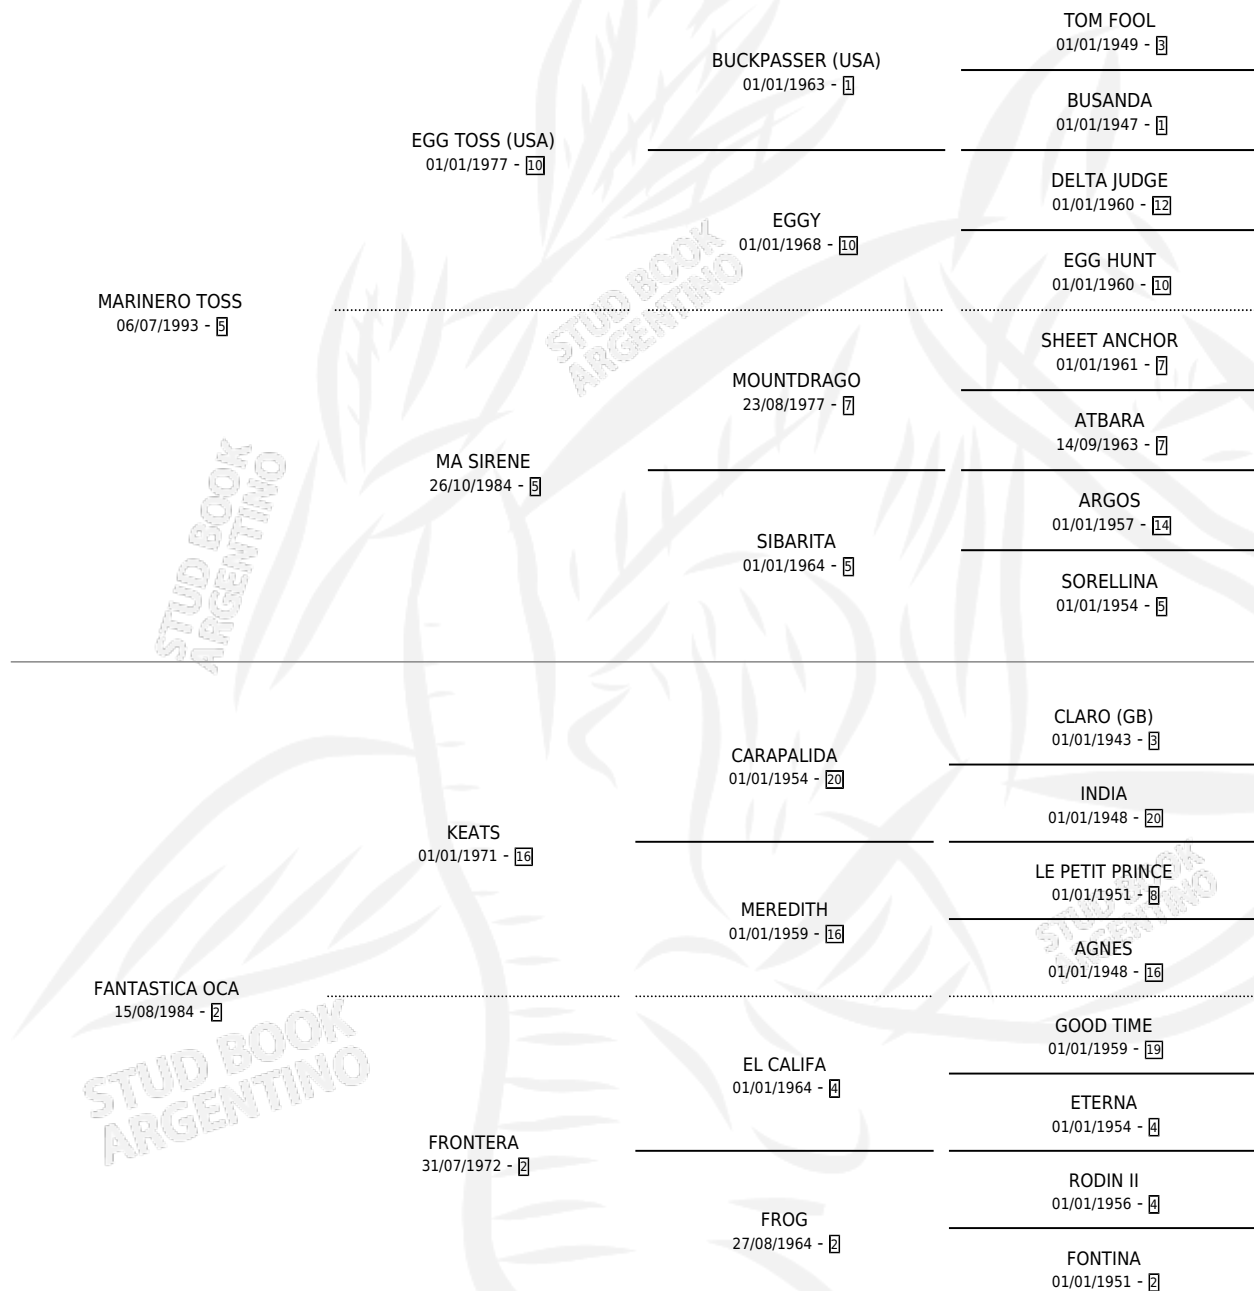 TOM FOOL
01/01/1949 - 3
BUCKPASSER (USA)
01/01/1963 - 1
BUSANDA
01/01/1947 - 1
EGG TOSS (USA)
01/01/1977 - 10
DELTA JUDGE
01/01/1960 - 12
EGGY
01/01/1968 - 10
EGG HUNT
01/01/1960 - 10
MARINERO TOSS
06/07/1993 - 5
SHEET ANCHOR
01/01/1961 - 7
MOUNTDRAGO
23/08/1977 - 7
ATBARA
14/09/1963 - 7
MA SIRENE
26/10/1984 - 5
ARGOS
01/01/1957 - 14
SIBARITA
01/01/1964 - 5
SORELLINA
01/01/1954 - 5
CLARO (GB)
01/01/1943 - 3
CARAPALIDA
01/01/1954 - 20
INDIA
01/01/1948 - 20
KEATS
01/01/1971 - 16
LE PETIT PRINCE
01/01/1951 - 8
MEREDITH
01/01/1959 - 16
AGNES
01/01/1948 - 16
FANTASTICA OCA
15/08/1984 - 2
GOOD TIME
01/01/1959 - 19
EL CALIFA
01/01/1964 - 4
ETERNA
01/01/1954 - 4
FRONTERA
31/07/1972 - 2
RODIN II
01/01/1956 - 4
FROG
27/08/1964 - 2
FONTINA
01/01/1951 - 2
STUD BOOK
ARGENTINO
STUD BOOK
ARGENTINO
STUD BOOK
ARGENTINO
STUD BOOK
ARGENTINO